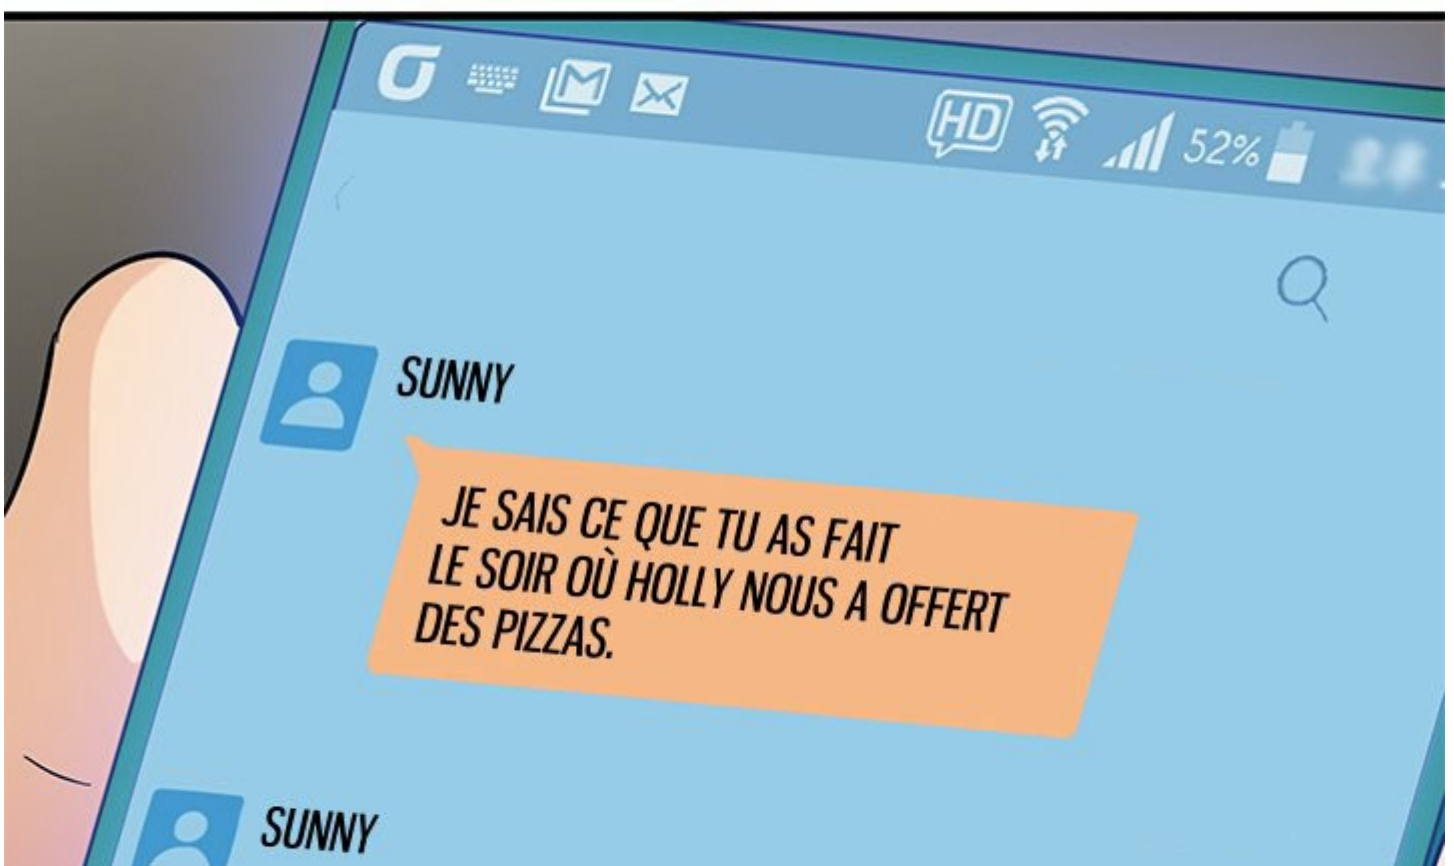 HD 52%
SUNNY
JE SAIS CE QUE TU AS FAIT
LE SOIR OÙ HOLLY NOUS A OFFERT
DES PIZZAS.
SUNNY